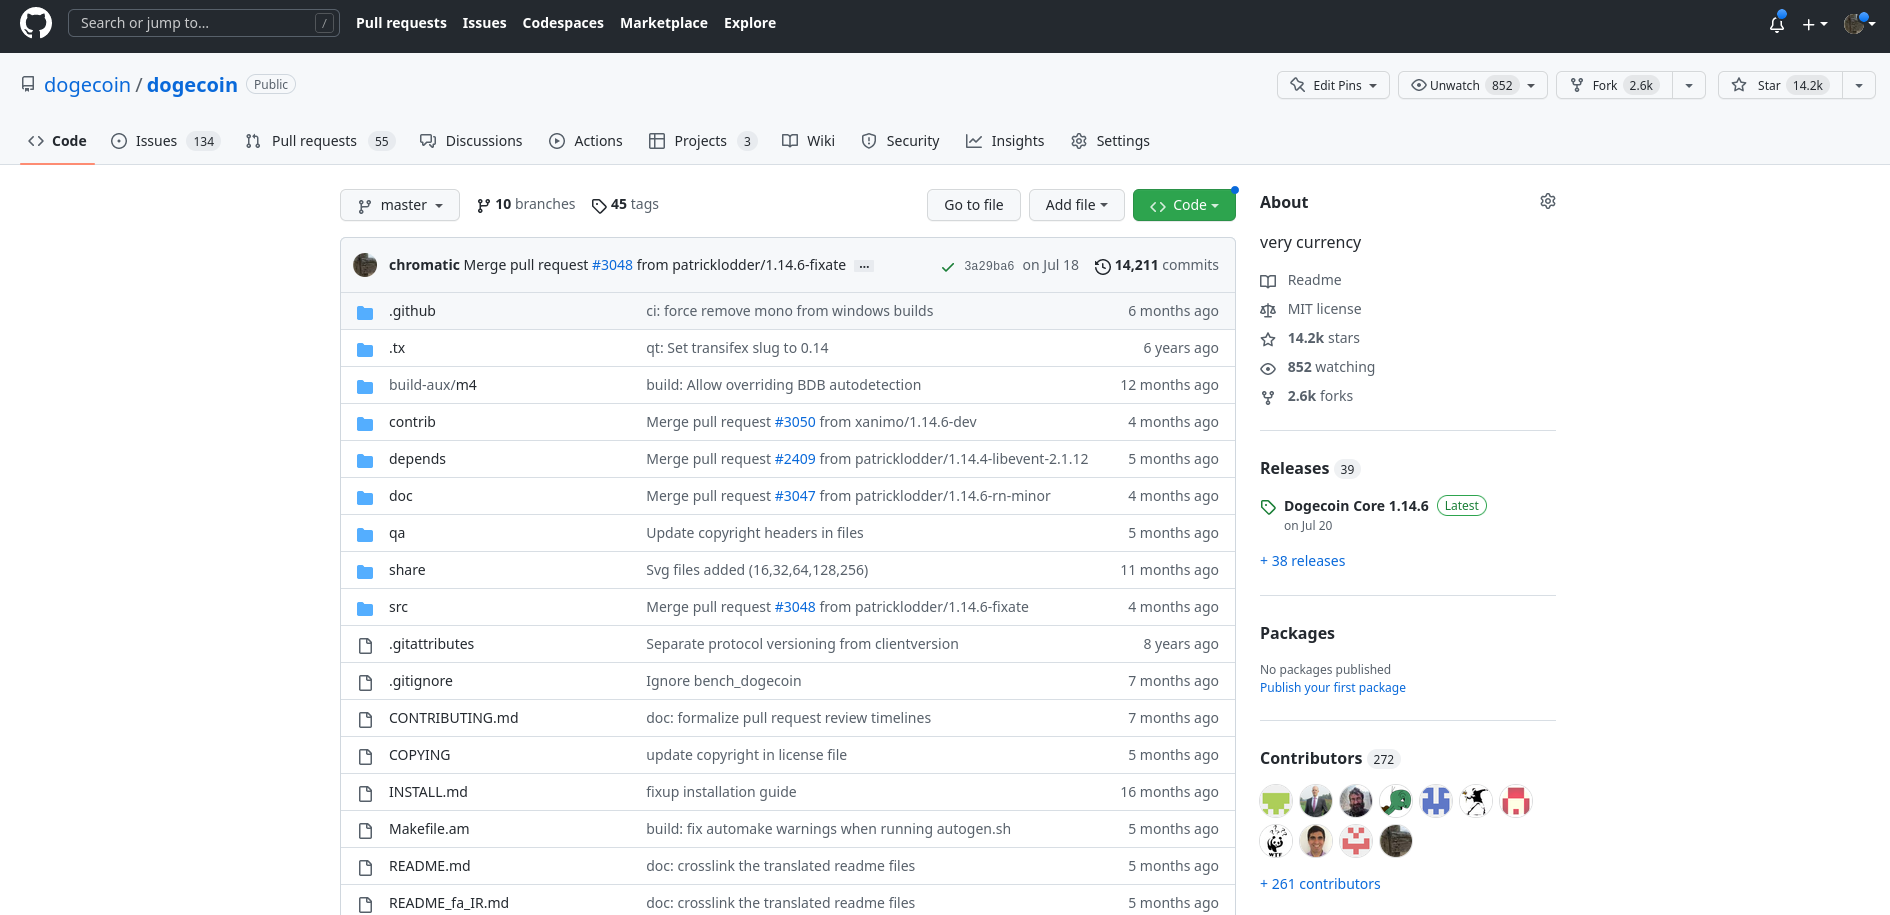 Search or jump to... /
Pull requests Issues Codespaces Marketplace Explore
dogecoin / dogecoin Public
Edit Pins Unwatch 852 Fork 2.6k Star 14.2k
Code Issues 134 Pull requests 55 Discussions Actions Projects 3 Wiki Security Insights Settings
master 10 branches 45 tags Go to file Add file Code
chromatic Merge pull request #3048 from patricklodder/1.14.6-fixate ... 3a29ba6 on Jul 18 14,211 commits
.github ci: force remove mono from windows builds 6 months ago
.tx qt: Set transifex slug to 0.14 6 years ago
build-aux/m4 build: Allow overriding BDB autodetection 12 months ago
contrib Merge pull request #3050 from xanimo/1.14.6-dev 4 months ago
depends Merge pull request #2409 from patricklodder/1.14.4-libevent-2.1.12 5 months ago
doc Merge pull request #3047 from patricklodder/1.14.6-rn-minor 4 months ago
qa Update copyright headers in files 5 months ago
share Svg files added (16,32,64,128,256) 11 months ago
src Merge pull request #3048 from patricklodder/1.14.6-fixate 4 months ago
.gitattributes Separate protocol versioning from clientversion 8 years ago
.gitignore Ignore bench_dogecoin 7 months ago
CONTRIBUTING.md doc: formalize pull request review timelines 7 months ago
COPYING update copyright in license file 5 months ago
INSTALL.md fixup installation guide 16 months ago
Makefile.am build: fix automake warnings when running autogen.sh 5 months ago
README.md doc: crosslink the translated readme files 5 months ago
README_fa_IR.md doc: crosslink the translated readme files 5 months ago
About
very currency
Readme
MIT license
14.2k stars
852 watching
2.6k forks
Releases 39
Dogecoin Core 1.14.6 Latest
on Jul 20
+ 38 releases
Packages
No packages published
Publish your first package
Contributors 272
WTF
+ 261 contributors